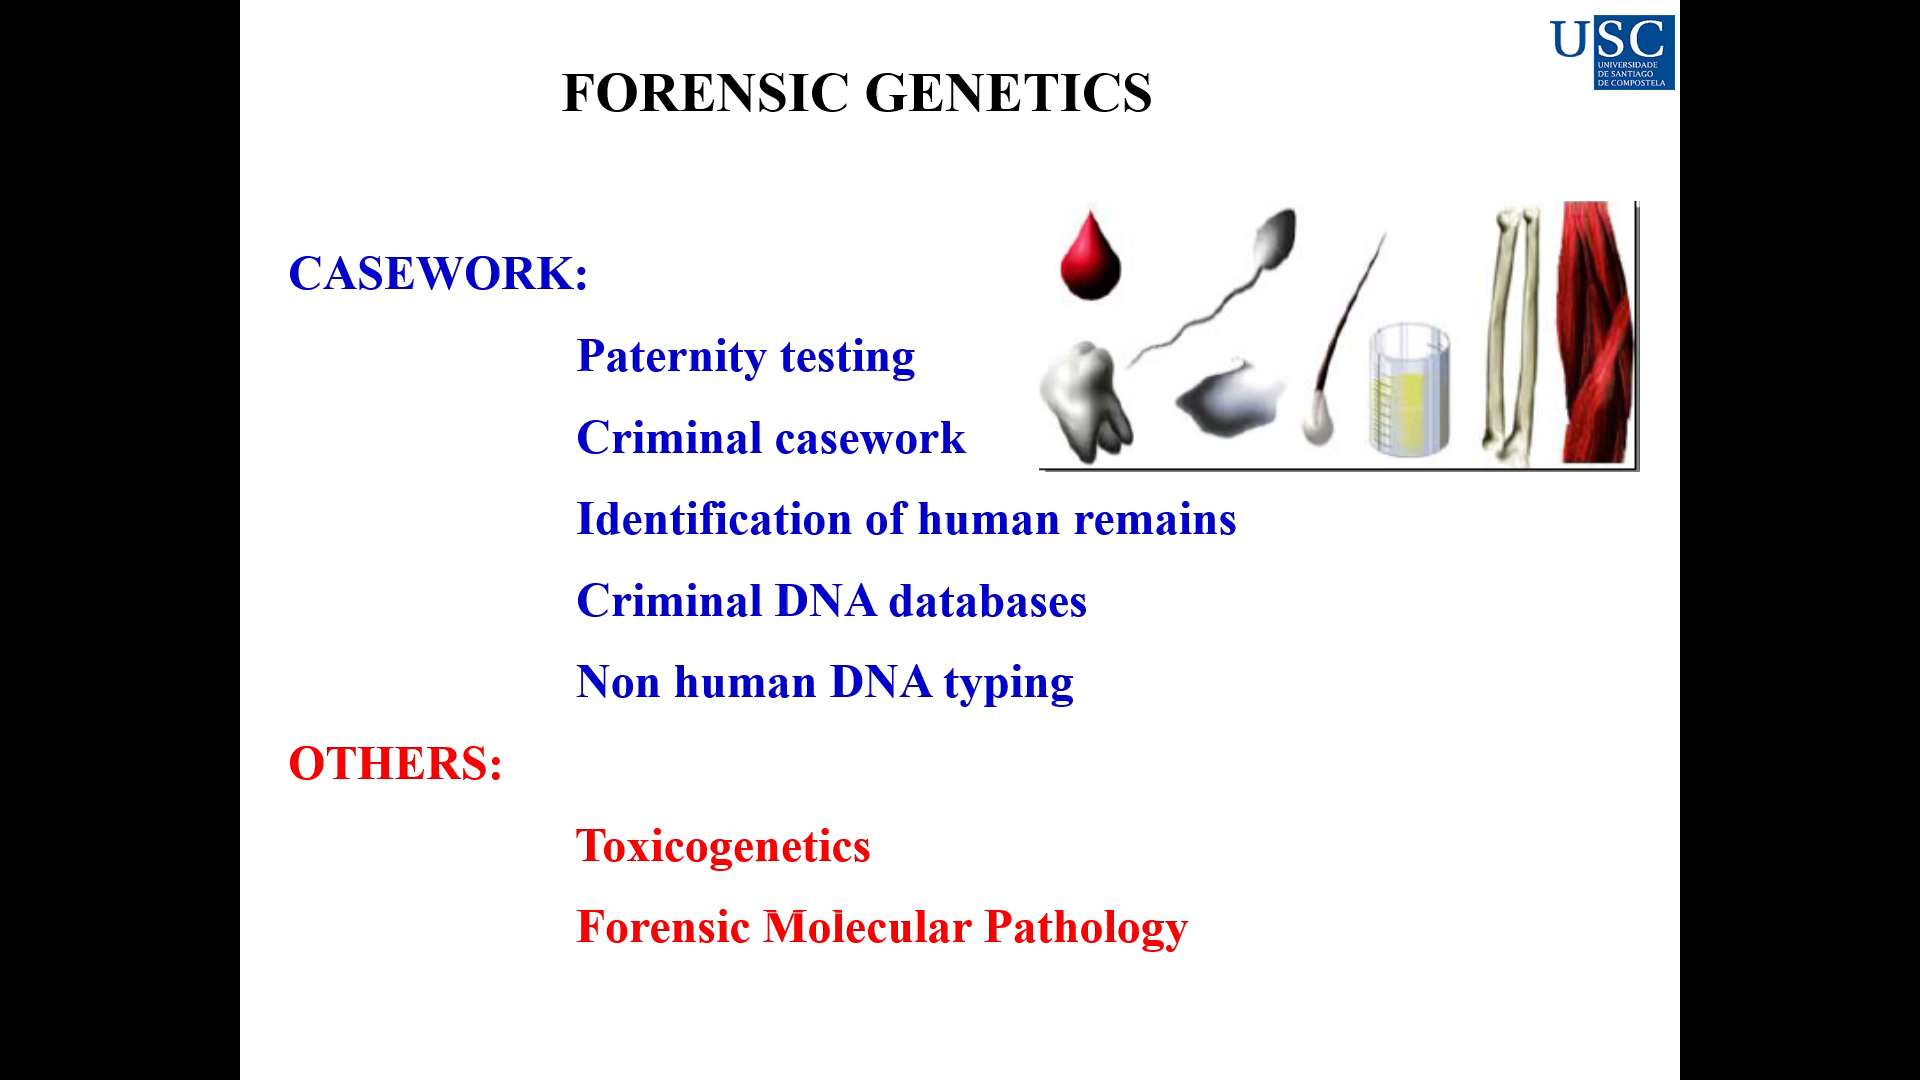 USC
UNIVERSIDADE
DE SANTIAGO
DE COMPOSTELA
FORENSIC GENETICS
CASEWORK:
Paternity testing
Criminal casework
Identification of human remains
Criminal DNA databases
Non human DNA typing
OTHERS:
Toxicogenetics
Forensic Molecular Pathology